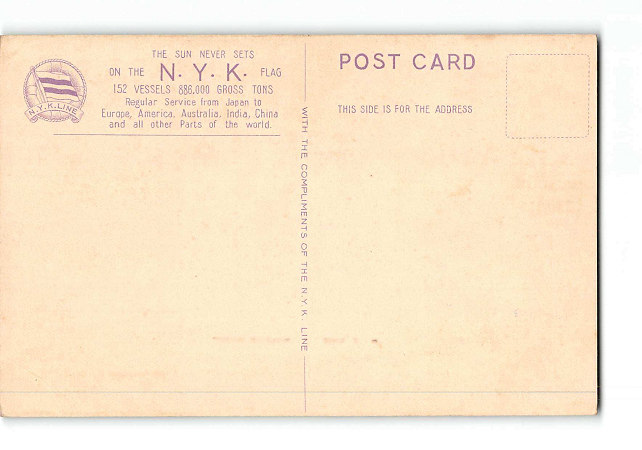 THE SUN NEVER SETS
ON THE N. Y. K. FLAG
152 VESSELS 886,000 GROSS TONS
Regular Service from Japan to
Europe, America, Australia, India, China
and all other Parts of the world.
N.Y.K. LINE
WITH THE COMPLIMENTS OF THE N.Y.K. LINE
POST CARD
THIS SIDE IS FOR THE ADDRESS